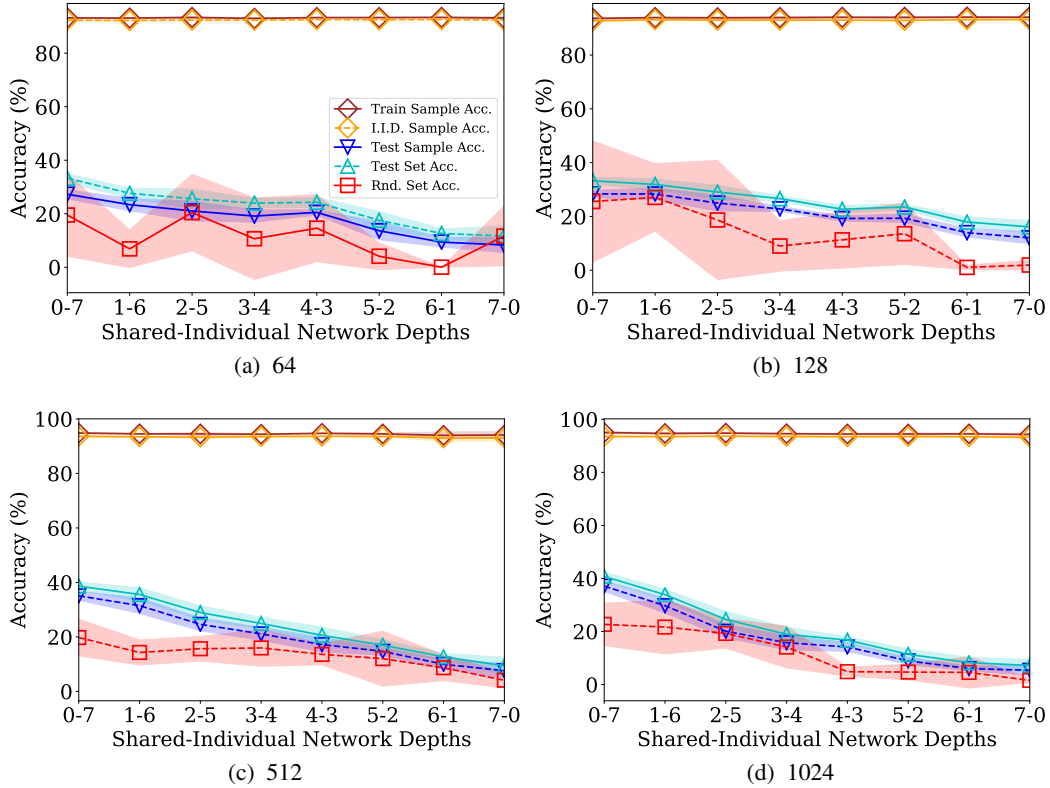 Accuracy (%)
80
60
40
20
0
Train Sample Acc.
I.I.D. Sample Acc.
Test Sample Acc.
Test Set Acc.
Rnd. Set Acc.
0-7 1-6 2-5 3-4 4-3 5-2 6-1 7-0
Shared-Individual Network Depths
(a) 64
Accuracy (%)
80
60
40
20
0
0-7 1-6 2-5 3-4 4-3 5-2 6-1 7-0
Shared-Individual Network Depths
(b) 128
Accuracy (%)
100
80
60
40
20
0
0-7 1-6 2-5 3-4 4-3 5-2 6-1 7-0
Shared-Individual Network Depths
(c) 512
Accuracy (%)
100
80
60
40
20
0
0-7 1-6 2-5 3-4 4-3 5-2 6-1 7-0
Shared-Individual Network Depths
(d) 1024